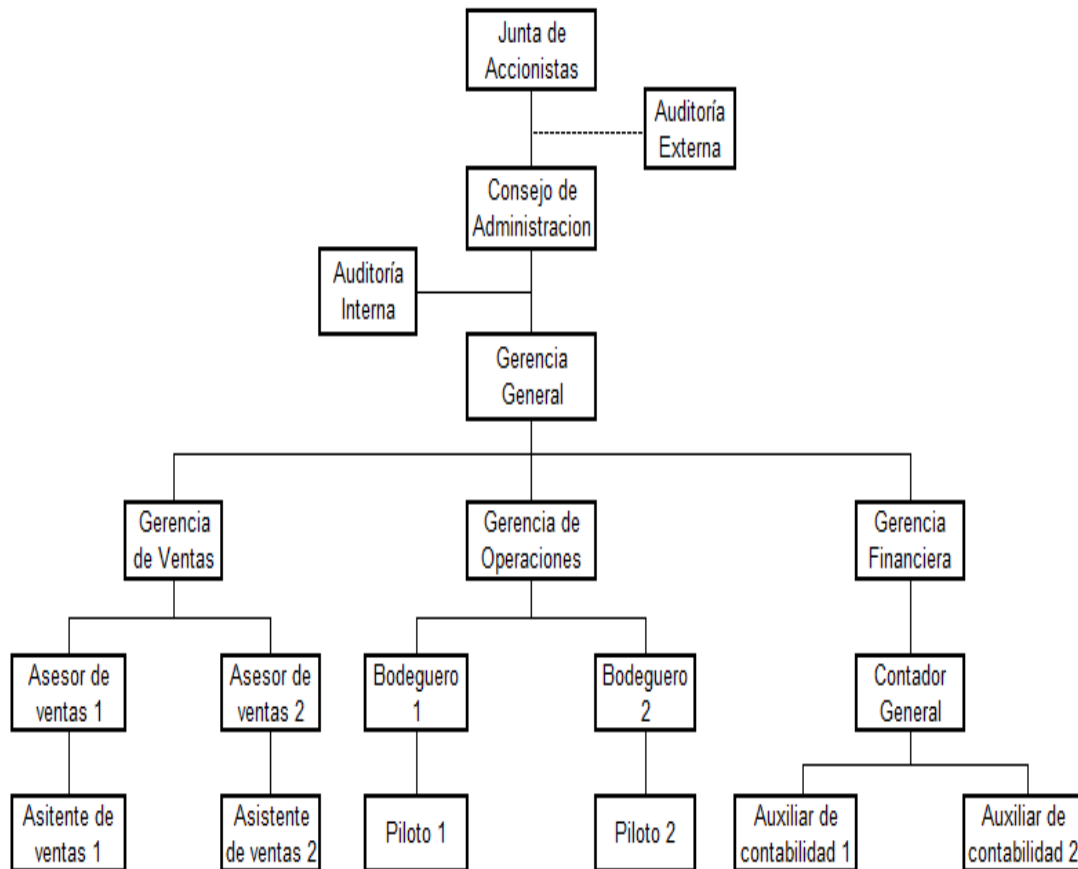 Junta de
Accionistas
Auditoría
Externa
Consejo de
Administracion
Auditoría
Interna
Gerencia
General
Gerencia
de Ventas
Gerencia de
Operaciones
Gerencia
Financiera
Asesor de
ventas 1
Asesor de
ventas 2
Bodeguero
1
Bodeguero
2
Contador
General
Asitente de
ventas 1
Asistente
de ventas 2
Piloto 1
Piloto 2
Auxiliar de
contabilidad 1
Auxiliar de
contabilidad 2